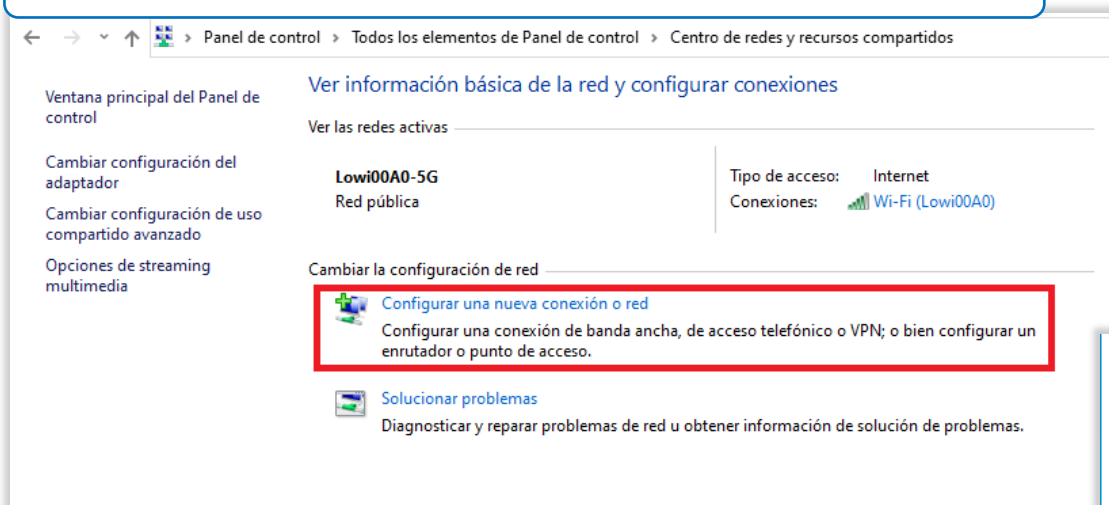 Panel de control > Todos los elementos de Panel de control > Centro de redes y recursos compartidos
Ventana principal del Panel de
control
Cambiar configuración del
adaptador
Cambiar configuración de uso
compartido avanzado
Opciones de streaming
multimedia
Ver información básica de la red y configurar conexiones
Ver las redes activas
Lowi00A0-5G
Red pública
Tipo de acceso: Internet
Conexiones: Wi-Fi (Lowi00A0)
Cambiar la configuración de red
Configurar una nueva conexión o red
Configurar una conexión de banda ancha, de acceso telefónico o VPN; o bien configurar un
enrutador o punto de acceso.
Solucionar problemas
Diagnosticar y reparar problemas de red u obtener información de solución de problemas.